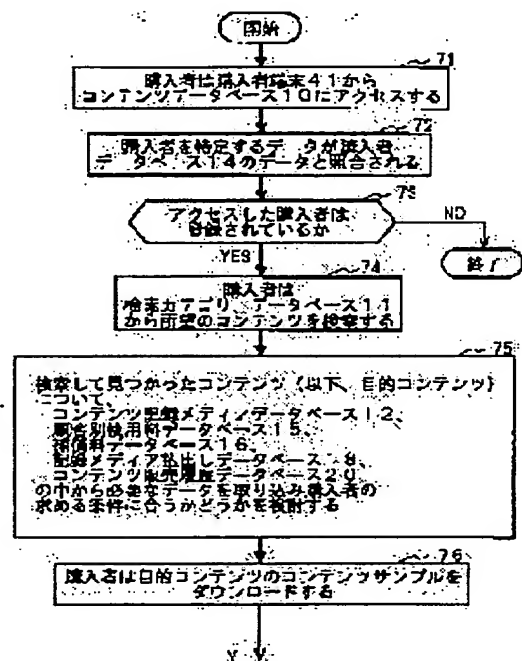 開始
71
購入者は購入者端末41から
コンテンツデータベース10にアクセスする
72
購入者を特定するデータが購入者
データベース14のデータと照合される
73
アクセスした購入者は
登録されているか
NO
終了
YES
74
購入者は
検索カテゴリ データベース11
から所望のコンテンツを検索する
75
検索して見つかったコンテンツ(以下、目的コンテンツ)
について、
コンテンツ記録メディアデータベース12、
データベース15、
補償料データベース16、
記録メディア払出しデータベース18、
コンテンツ販売履歴データベース20
の中から必要なデータを取り込み購入者の
求める条件に合うかどうかを検討する
76
購入者は目的コンテンツのコンテンツサンプルを
ダウンロードする
Y Y